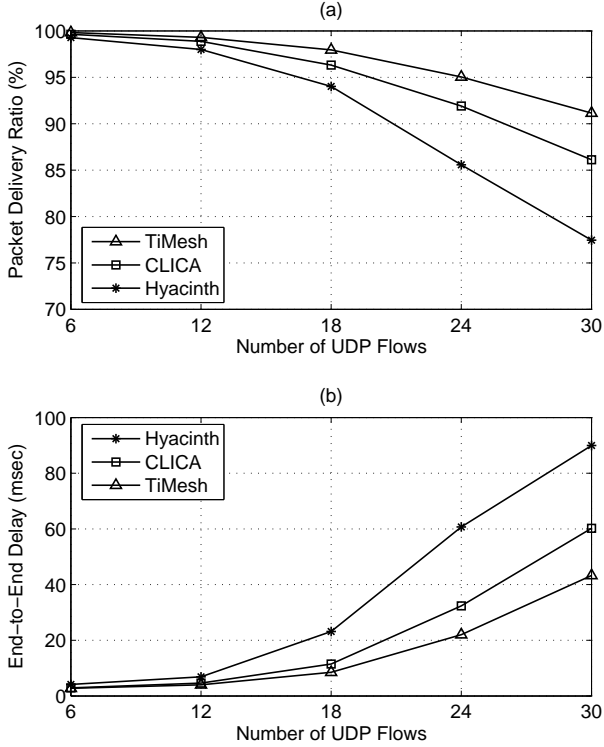 (a)
100
95
90
85
80
75
70
Packet Delivery Ratio (%)
TiMesh
CLICA
Hyacinth
6 12 18 24 30
Number of UDP Flows
(b)
100
80
60
40
20
0
End−to−End Delay (msec)
Hyacinth
CLICA
TiMesh
6 12 18 24 30
Number of UDP Flows